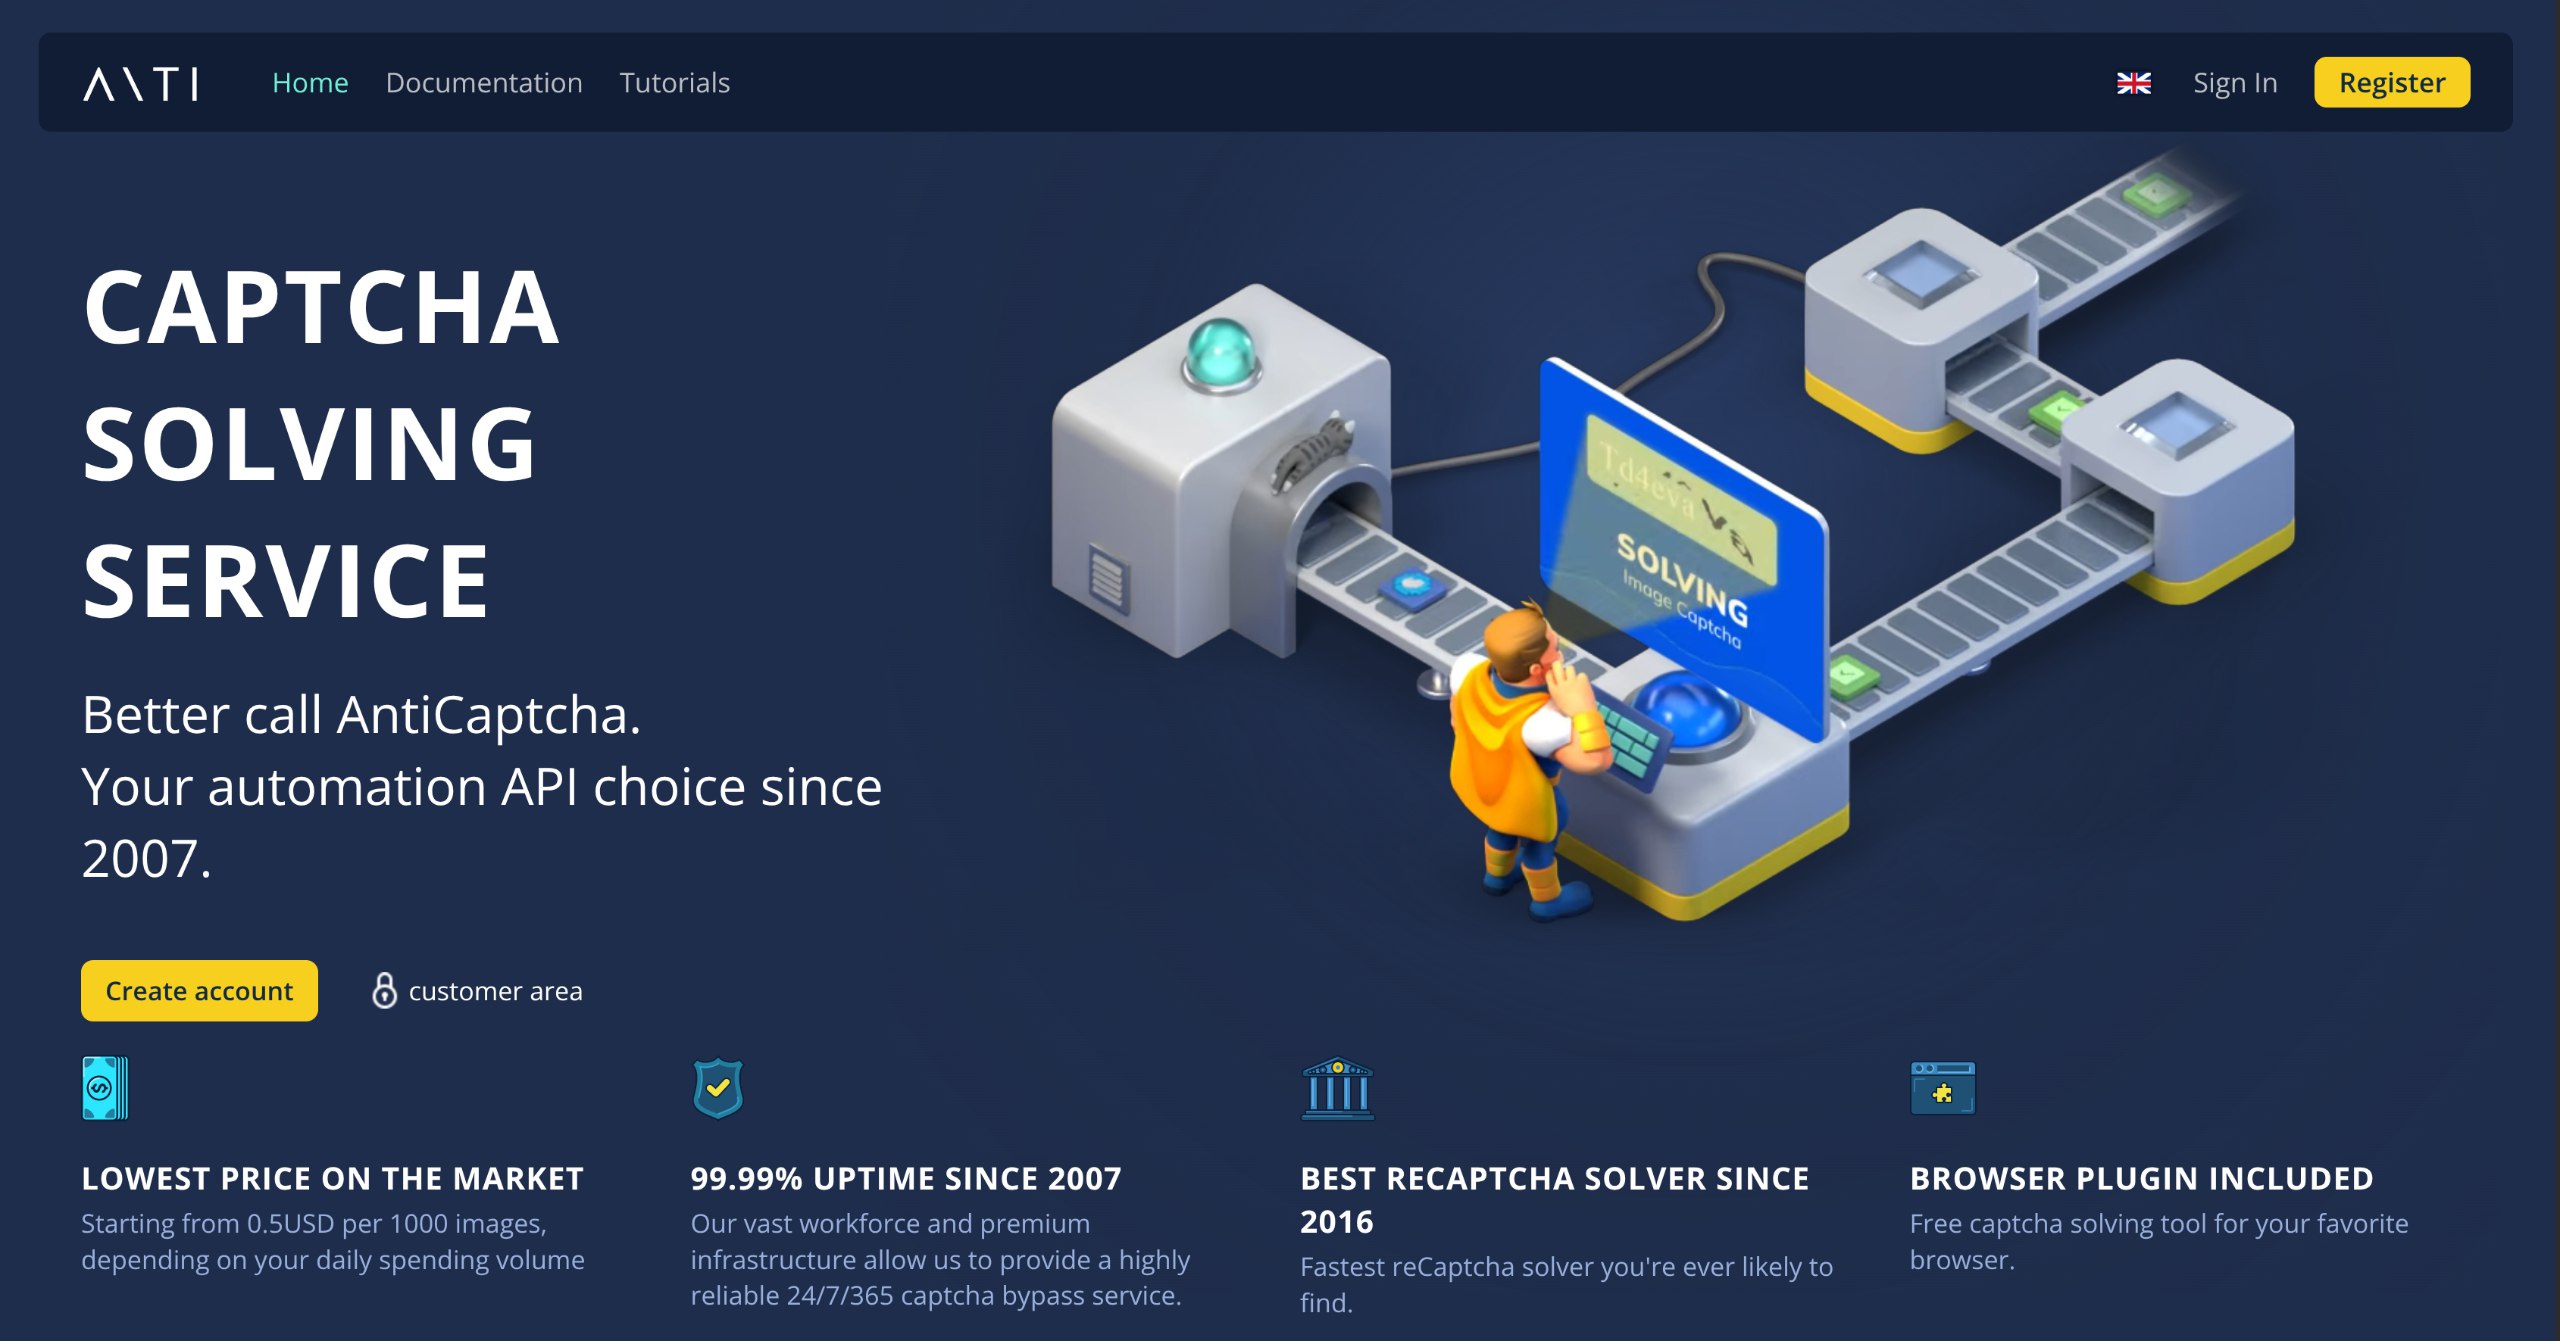 ANTI
Home Documentation Tutorials
Sign In Register
CAPTCHA
SOLVING
SERVICE
Better call AntiCaptcha.
Your automation API choice since
2007.
Create account
customer area
Td4eva
SOLVING
Image Captcha
LOWEST PRICE ON THE MARKET
Starting from 0.5USD per 1000 images,
depending on your daily spending volume
99.99% UPTIME SINCE 2007
Our vast workforce and premium
infrastructure allow us to provide a highly
reliable 24/7/365 captcha bypass service.
BEST RECAPTCHA SOLVER SINCE
2016
Fastest reCaptcha solver you're ever likely to
find.
BROWSER PLUGIN INCLUDED
Free captcha solving tool for your favorite
browser.